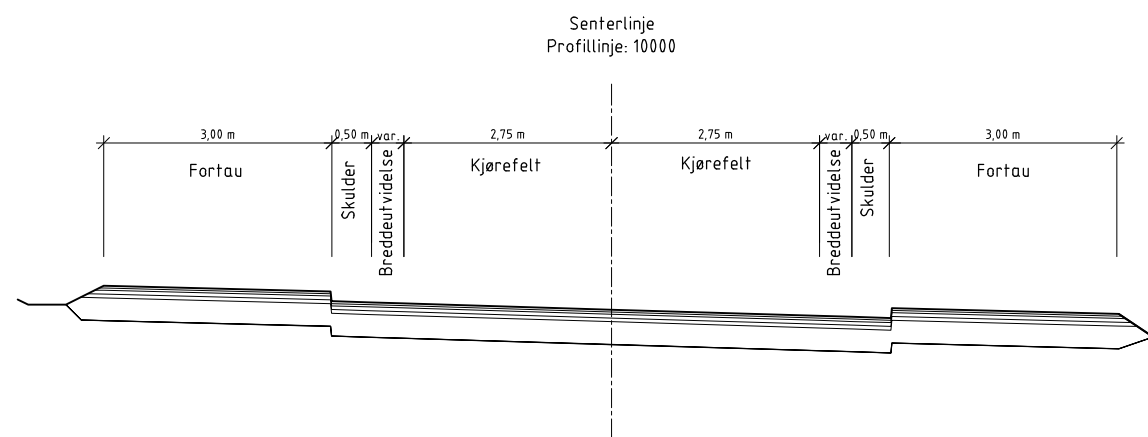 Senterlinje
Profillinje: 10000
3,00 m 0,50 m var. 2,75 m 2,75 m var. 0,50 m 3,00 m
Fortau Skulder Breddeutvidelse Kjørefelt Kjørefelt Breddeutvidelse Skulder Fortau